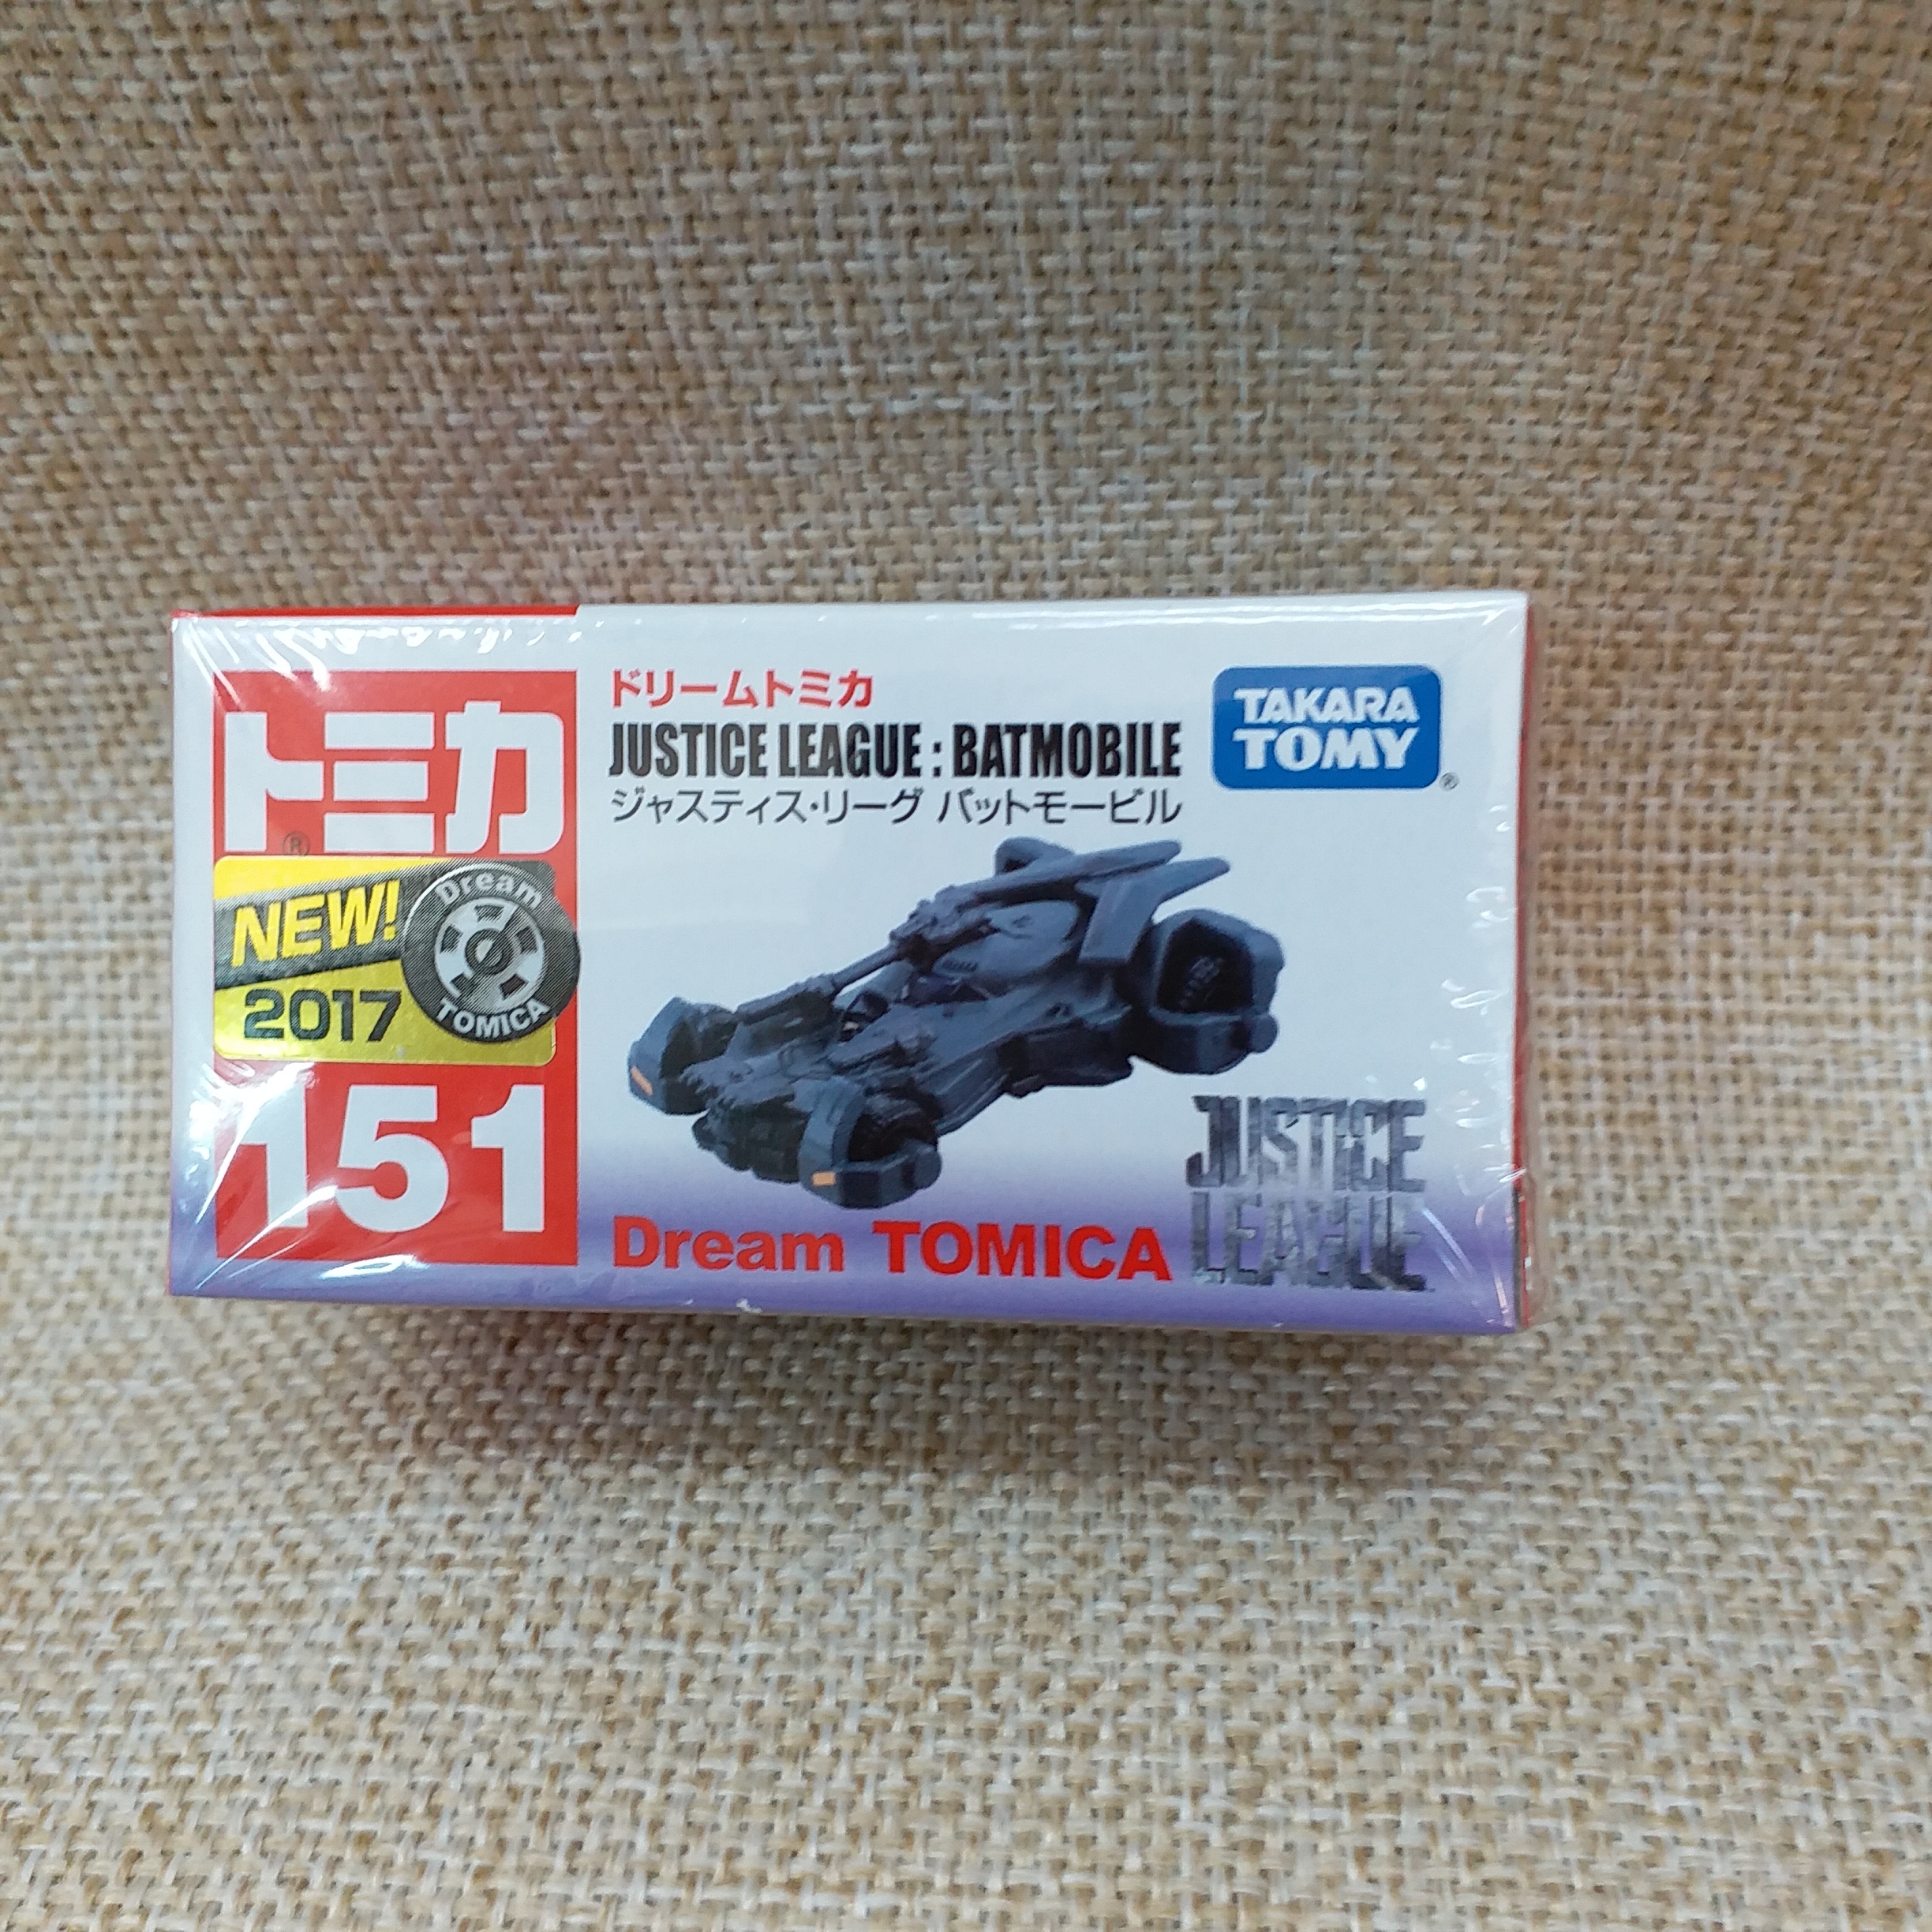 トミカ
®
NEW!
2017
Dream
TOMICA
151
ドリームトミカ
JUSTICE LEAGUE : BATMOBILE
ジャスティス・リーグ バットモービル
TAKARA
TOMY
®
Dream TOMICA
JUSTICE
LEAGUE